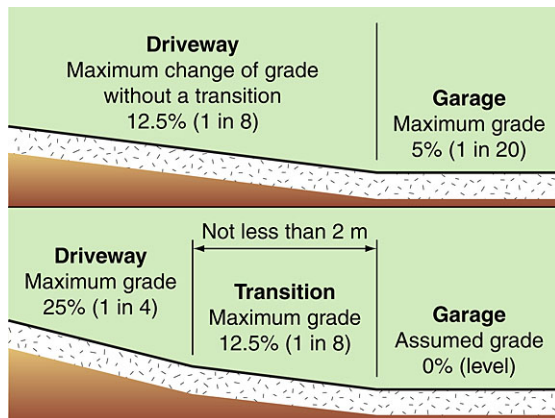 Driveway
Maximum change of grade
without a transition
12.5% (1 in 8)
Garage
Maximum grade
5% (1 in 20)
Not less than 2 m
Driveway
Maximum grade
25% (1 in 4)
Transition
Maximum grade
12.5% (1 in 8)
Garage
Assumed grade
0% (level)